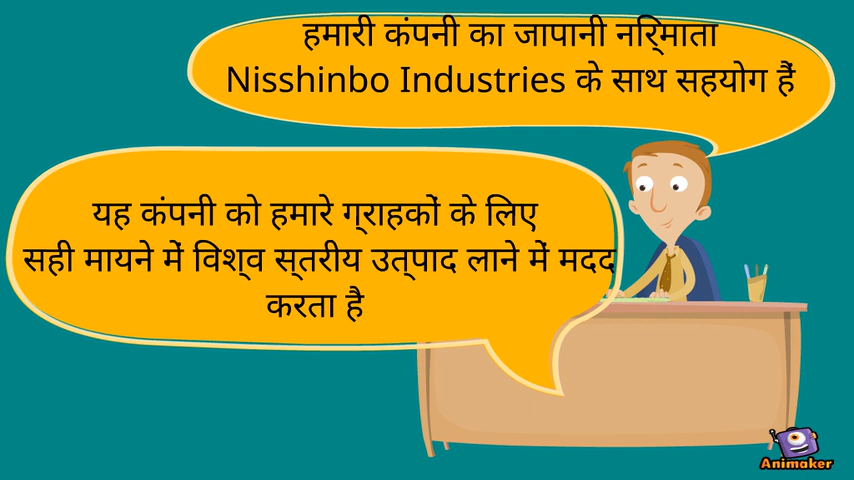 हमारी कंपनी का जापानी नर्िमाता
Nisshinbo Industries के साथ सहयोग हैं
यह कंपनी को हमारे ग्राहकों के लिए
सही मायने में विश्व स्तरीय उत्पाद लाने में मदद
करता है
Animaker